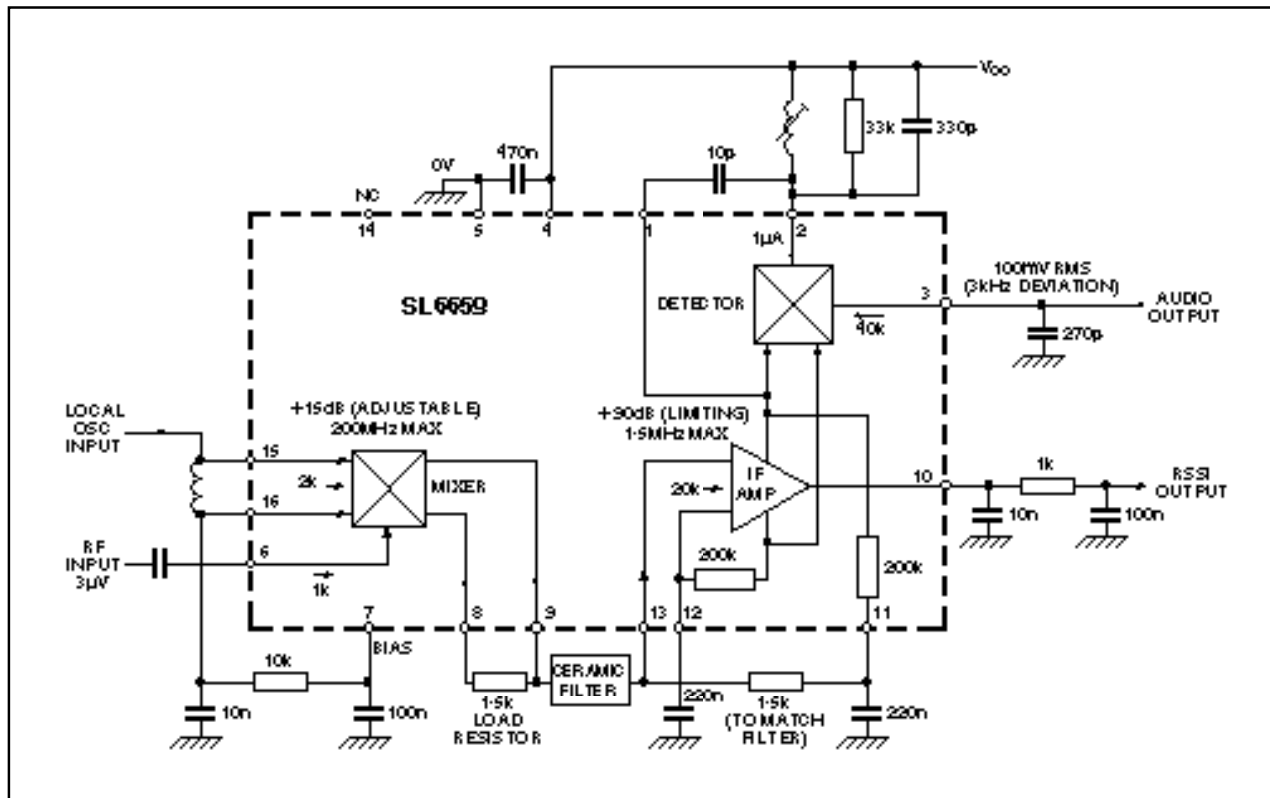 VDD
33k
330p
470n
10p
0V
NC
14
5
4
1
2
1µA
100mV RMS
(3kHz DEVIATION)
SL6659
DETECTOR
3
AUDIO
OUTPUT
40k
270p
+15dB (ADJUSTABLE)
200MHz MAX
+90dB (LIMITING)
1·5MHz MAX
LOCAL
OSC
INPUT
15
2k
MIXER
16
20k
IF
AMP
10
1k
RSSI
OUTPUT
10n
100n
RF
INPUT
3µV
6
1k
200k
200k
7
8
9
13
12
11
BIAS
10k
CERAMIC
FILTER
10n
100n
1·5k
LOAD
RESISTOR
220n
1·5k
(TO MATCH
FILTER)
220n